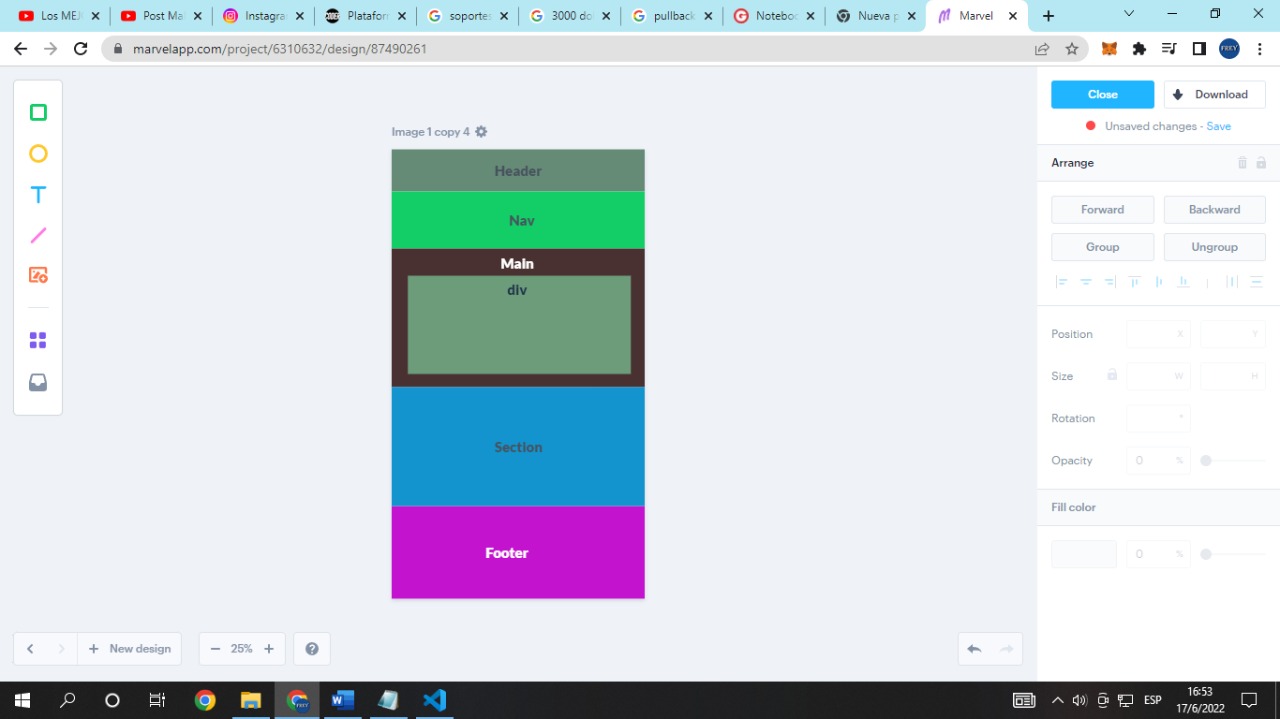 Los MEJ
Post Ma
Instagra
Platafor
soportes
3000 do
pullback
Notebo
Nueva p
Marvel
marvelapp.com/project/6310632/design/87490261
FREY
Close
Download
Unsaved changes - Save
Arrange
Forward
Backward
Group
Ungroup
Position
X
Y
Size
W
H
Rotation
°
Opacity
0
%
Fill color
0
%
Image 1 copy 4
Header
Nav
Main
div
Section
Footer
+ New design
− 25% +
?
ESP
16:53
17/6/2022